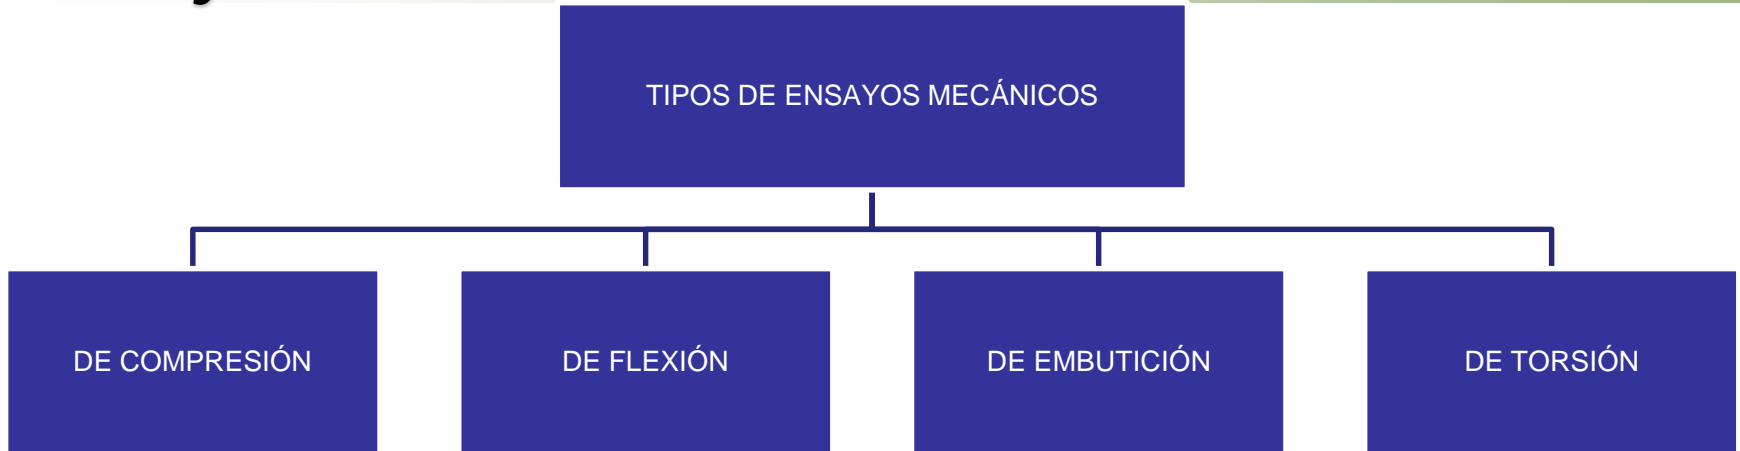 TIPOS DE ENSAYOS MECÁNICOS
DE COMPRESIÓN
DE FLEXIÓN
DE EMBUTICIÓN
DE TORSIÓN